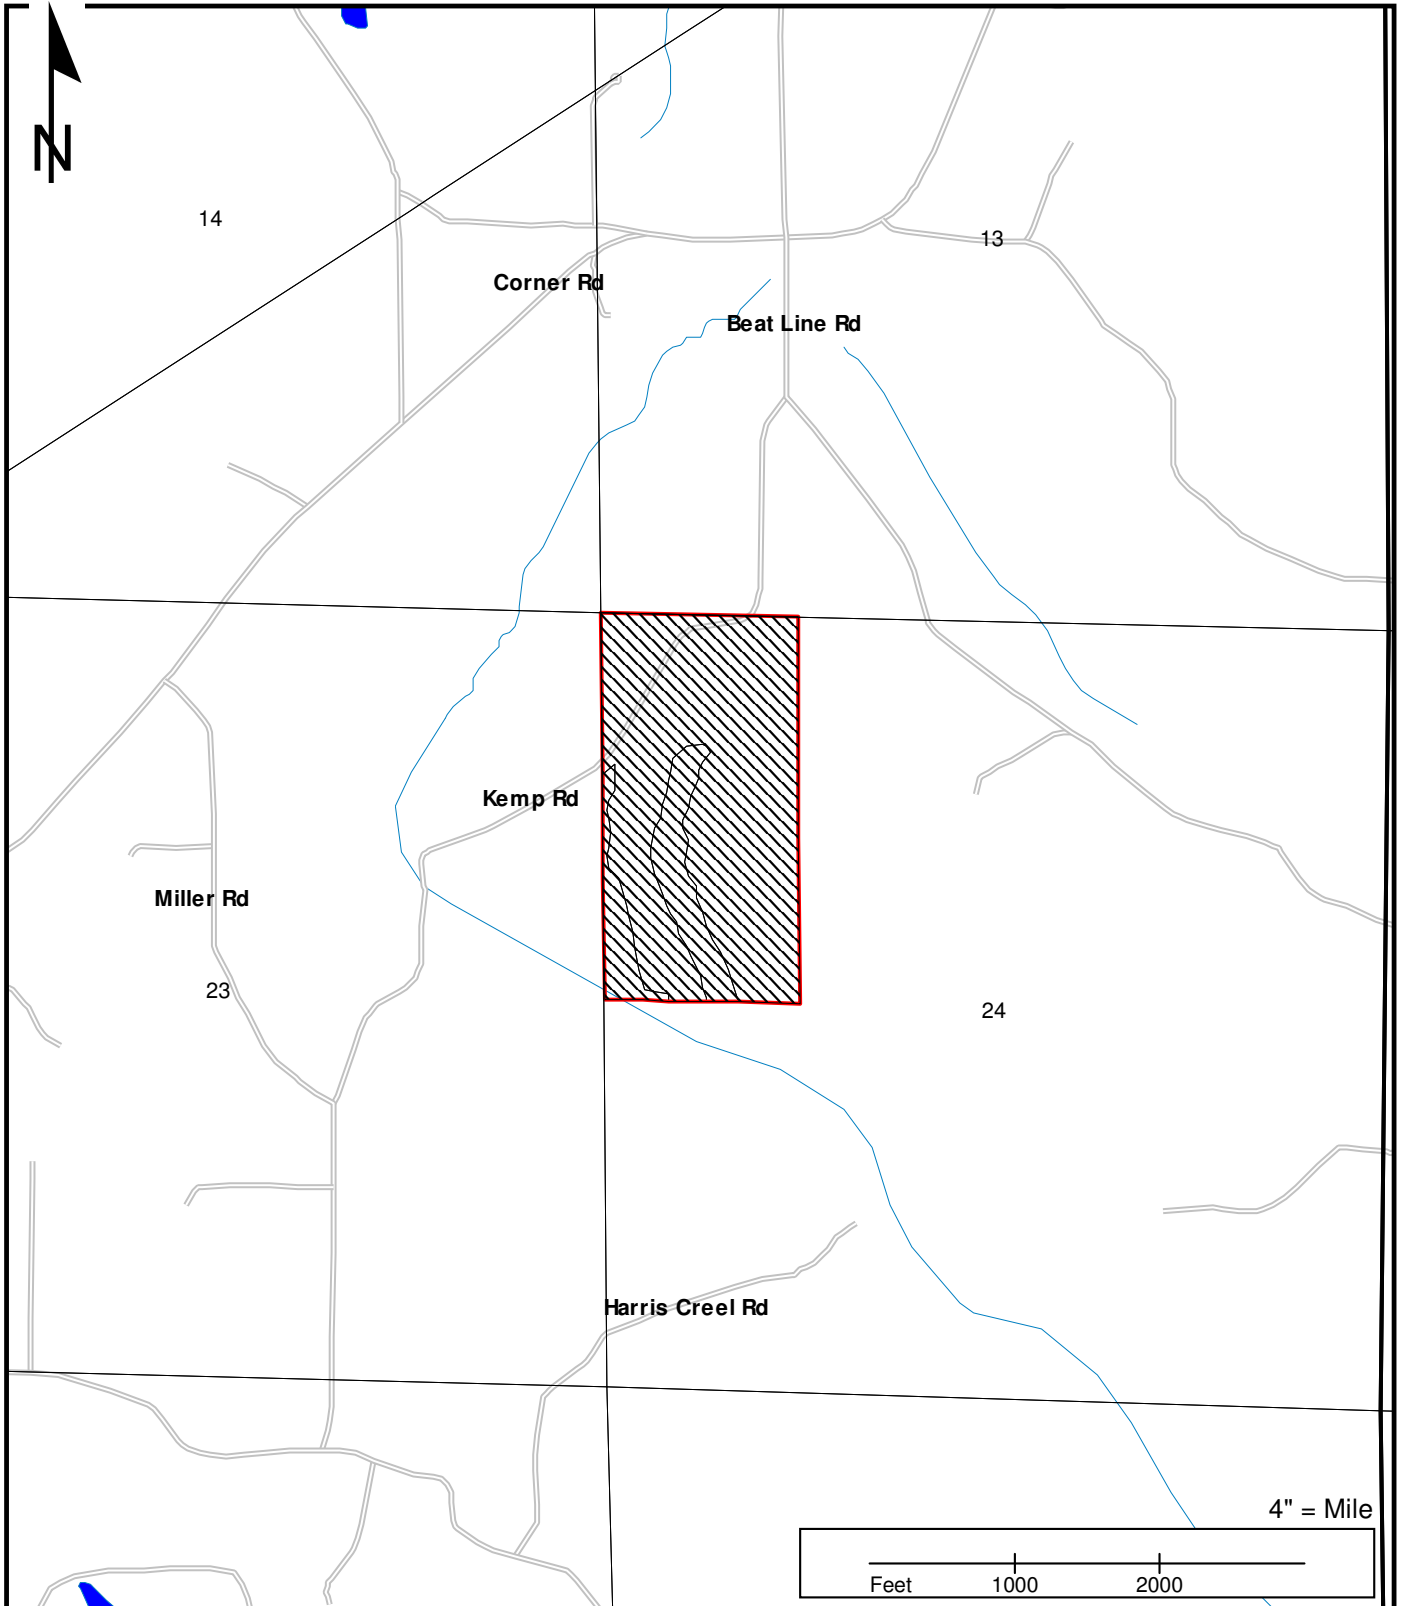 N
14
13
Corner Rd
Beat Line Rd
Kemp Rd
Miller Rd
23
24
Harris Creel Rd
4" = Mile
Feet 1000 2000